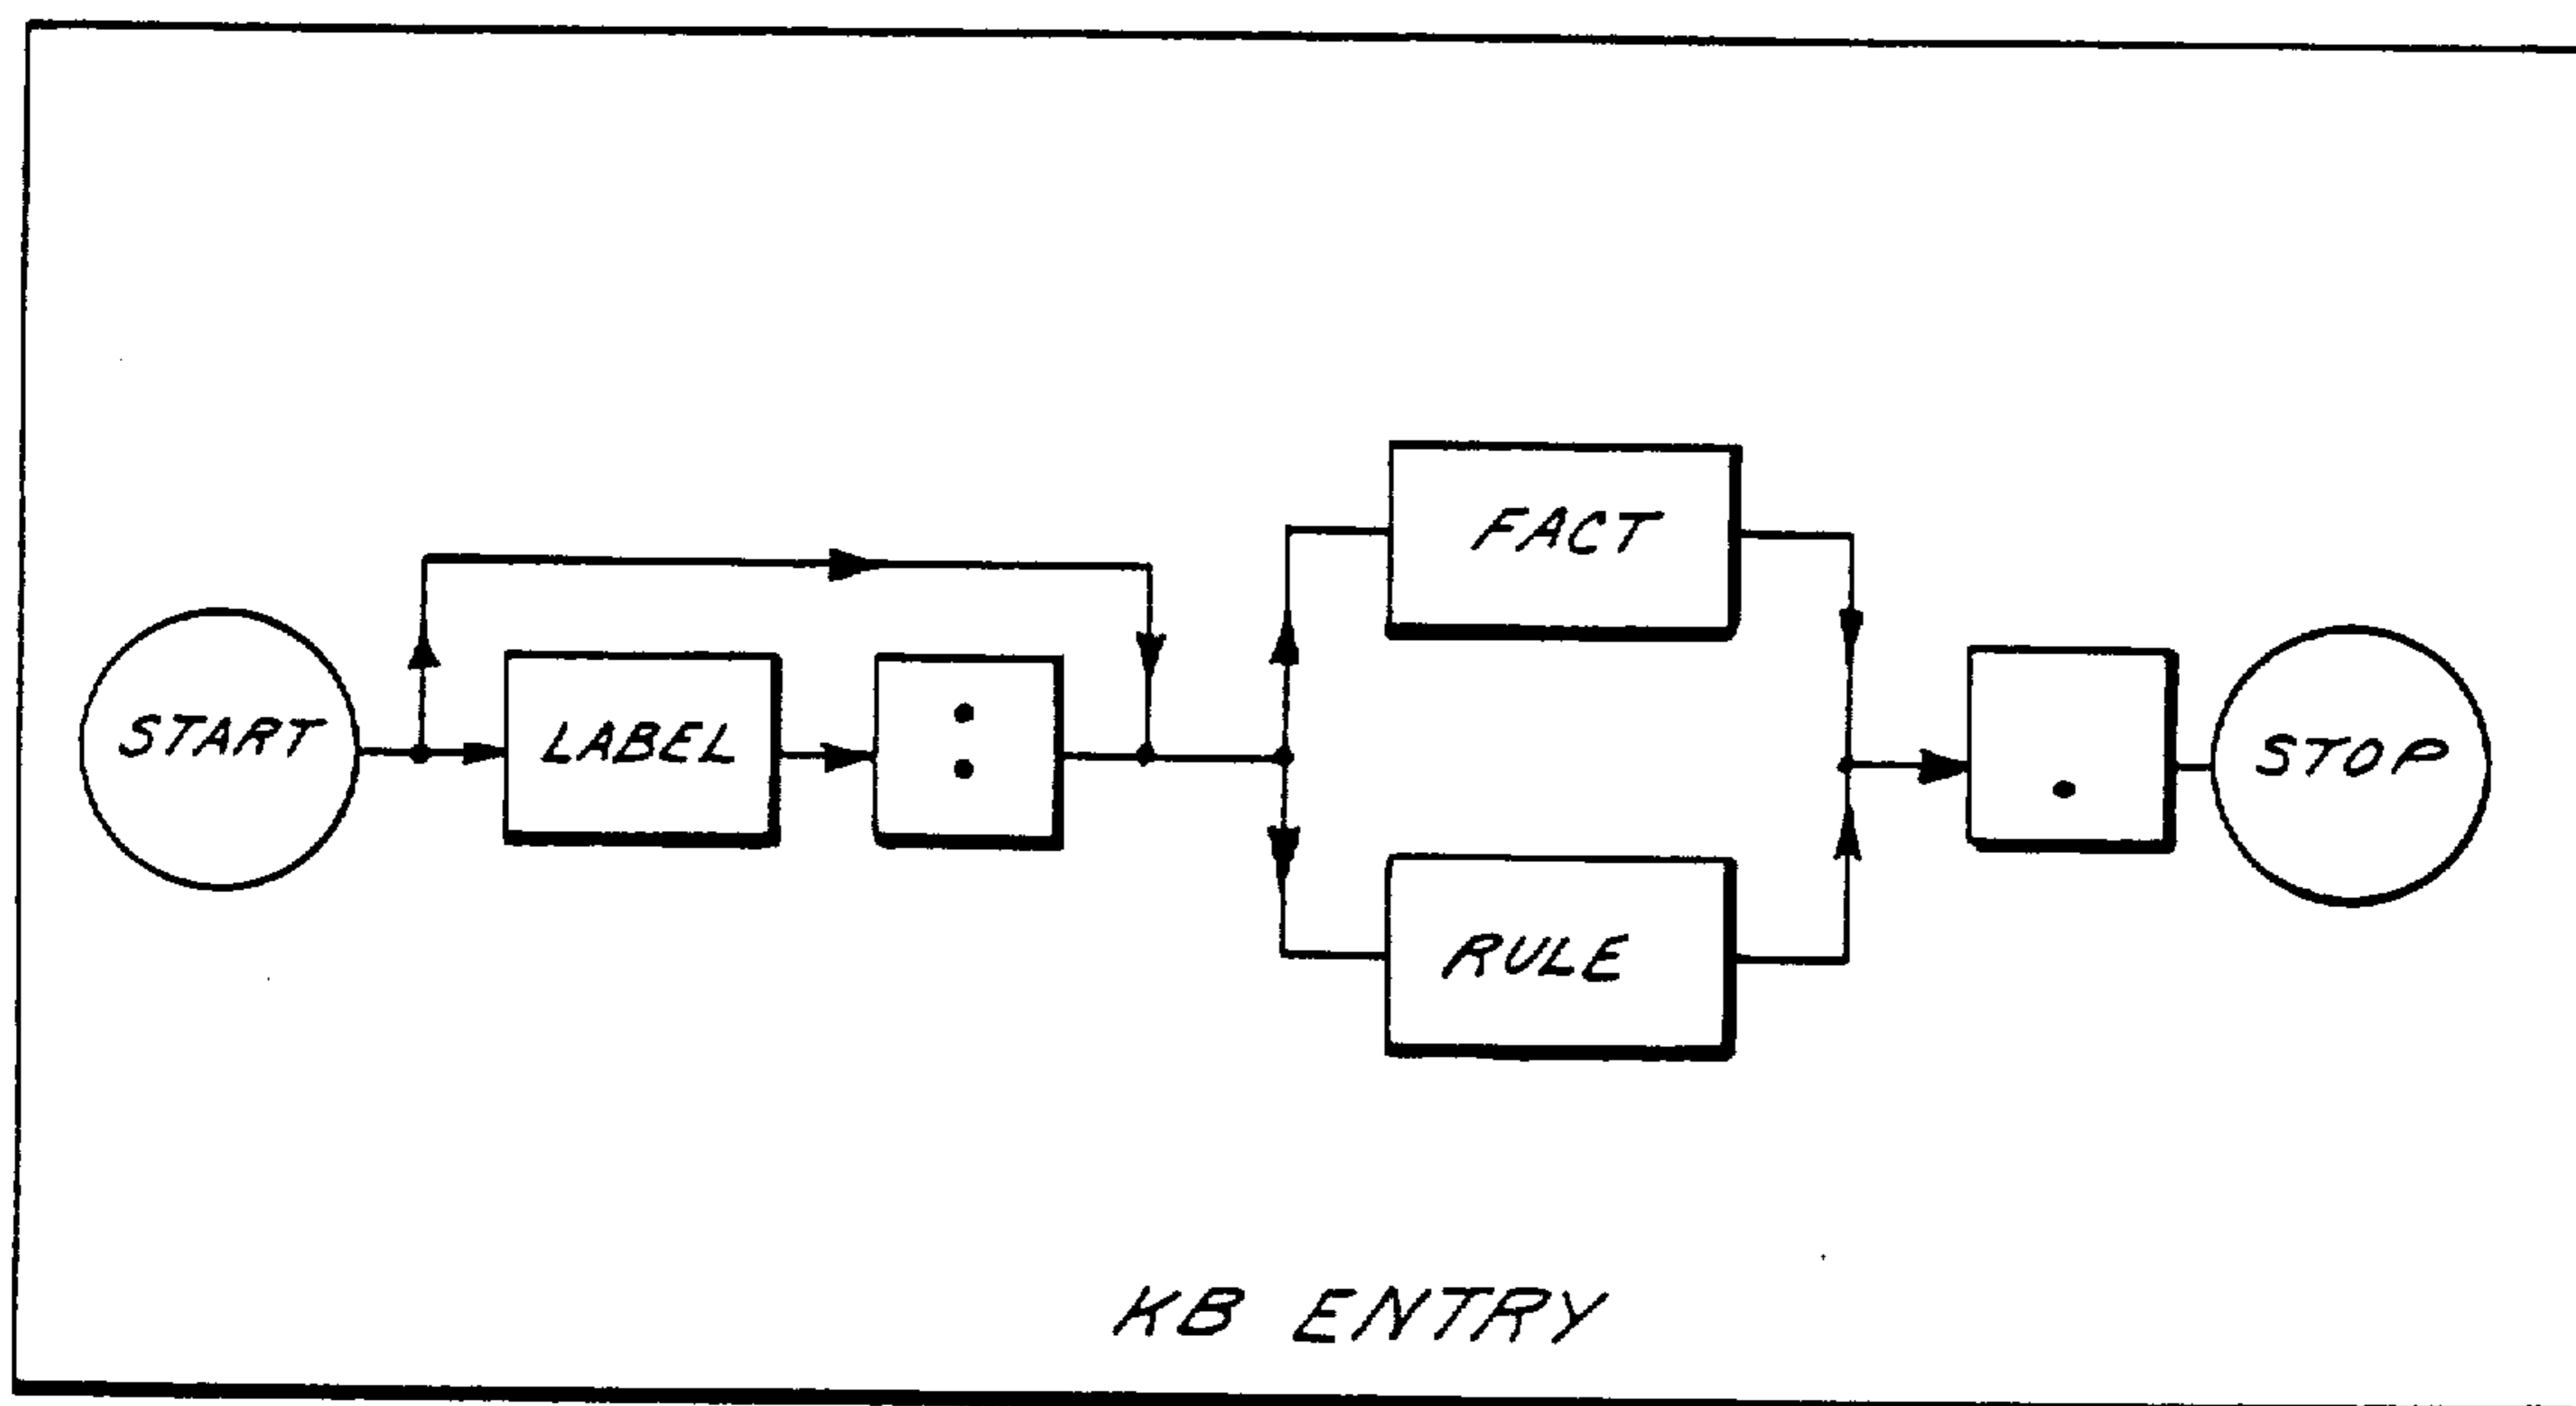 FACT
START
LABEL
:
.
STOP
RULE
KB ENTRY